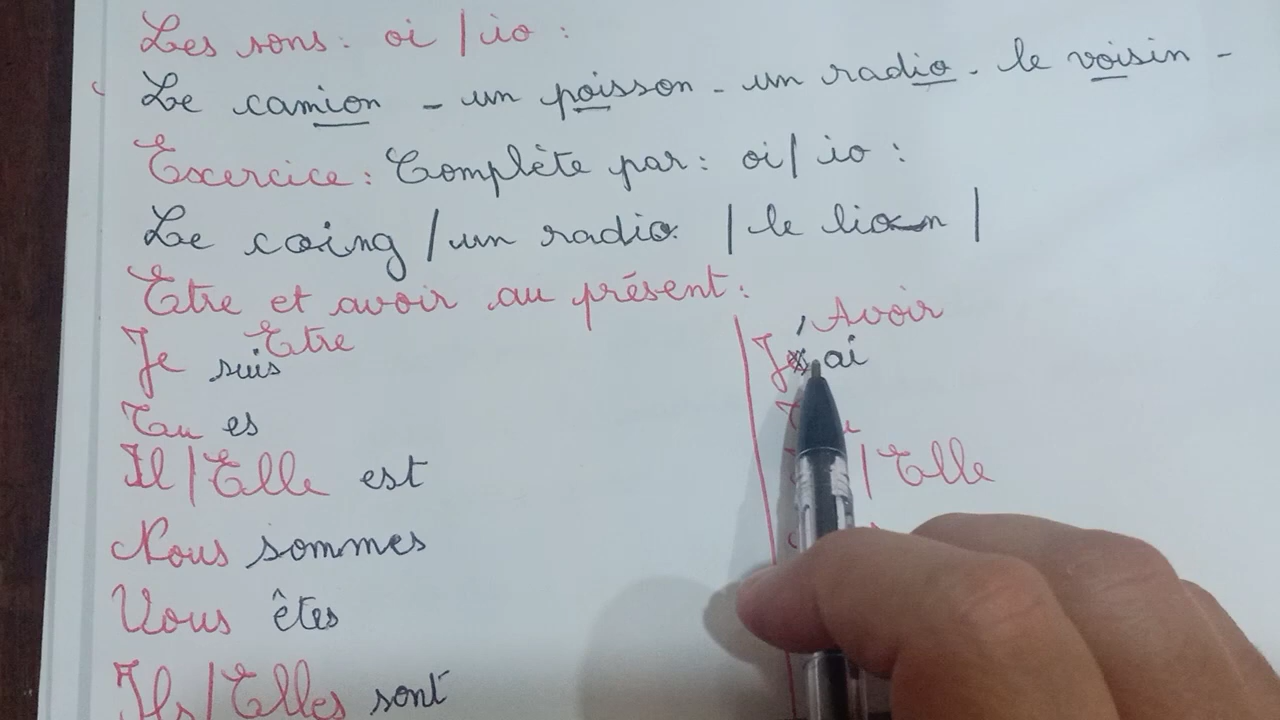 Les sons : oi / io :
Le camion - un poisson - un radio - le voisin -
Exercice : Complète par : oi / io :
Le coing / un radio / le lion /
Etre et avoir au présent :
Etre
Je suis
Tu es
Il / Elle est
Nous sommes
Vous êtes
Ils / Elles sont
Avoir
J'ai
/ Elle